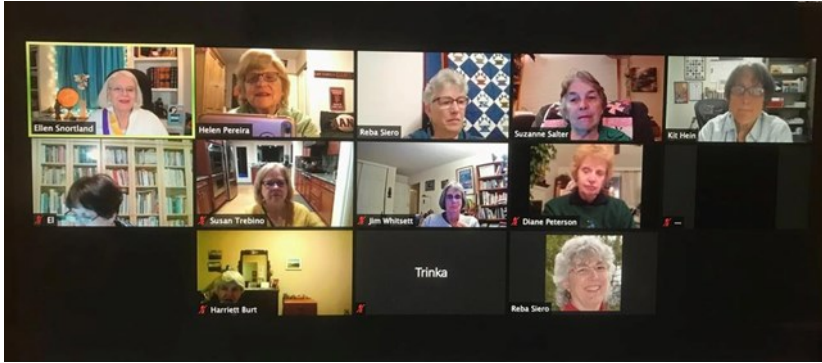 Ellen Snortland
Helen Pereira
Reba Siero
Suzanne Salter
Kit Hein
El
Susan Trebino
Jim Whitsett
Diane Peterson
...
Harriett Burt
Trinka
Reba Siero